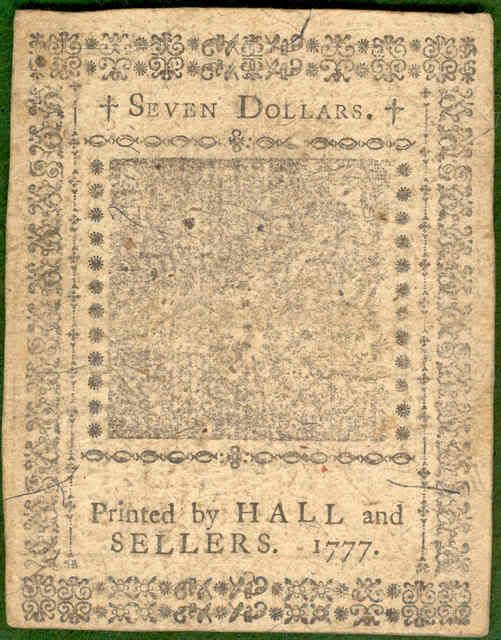 † SEVEN DOLLARS. †
Printed by HALL and
SELLERS. 1777.